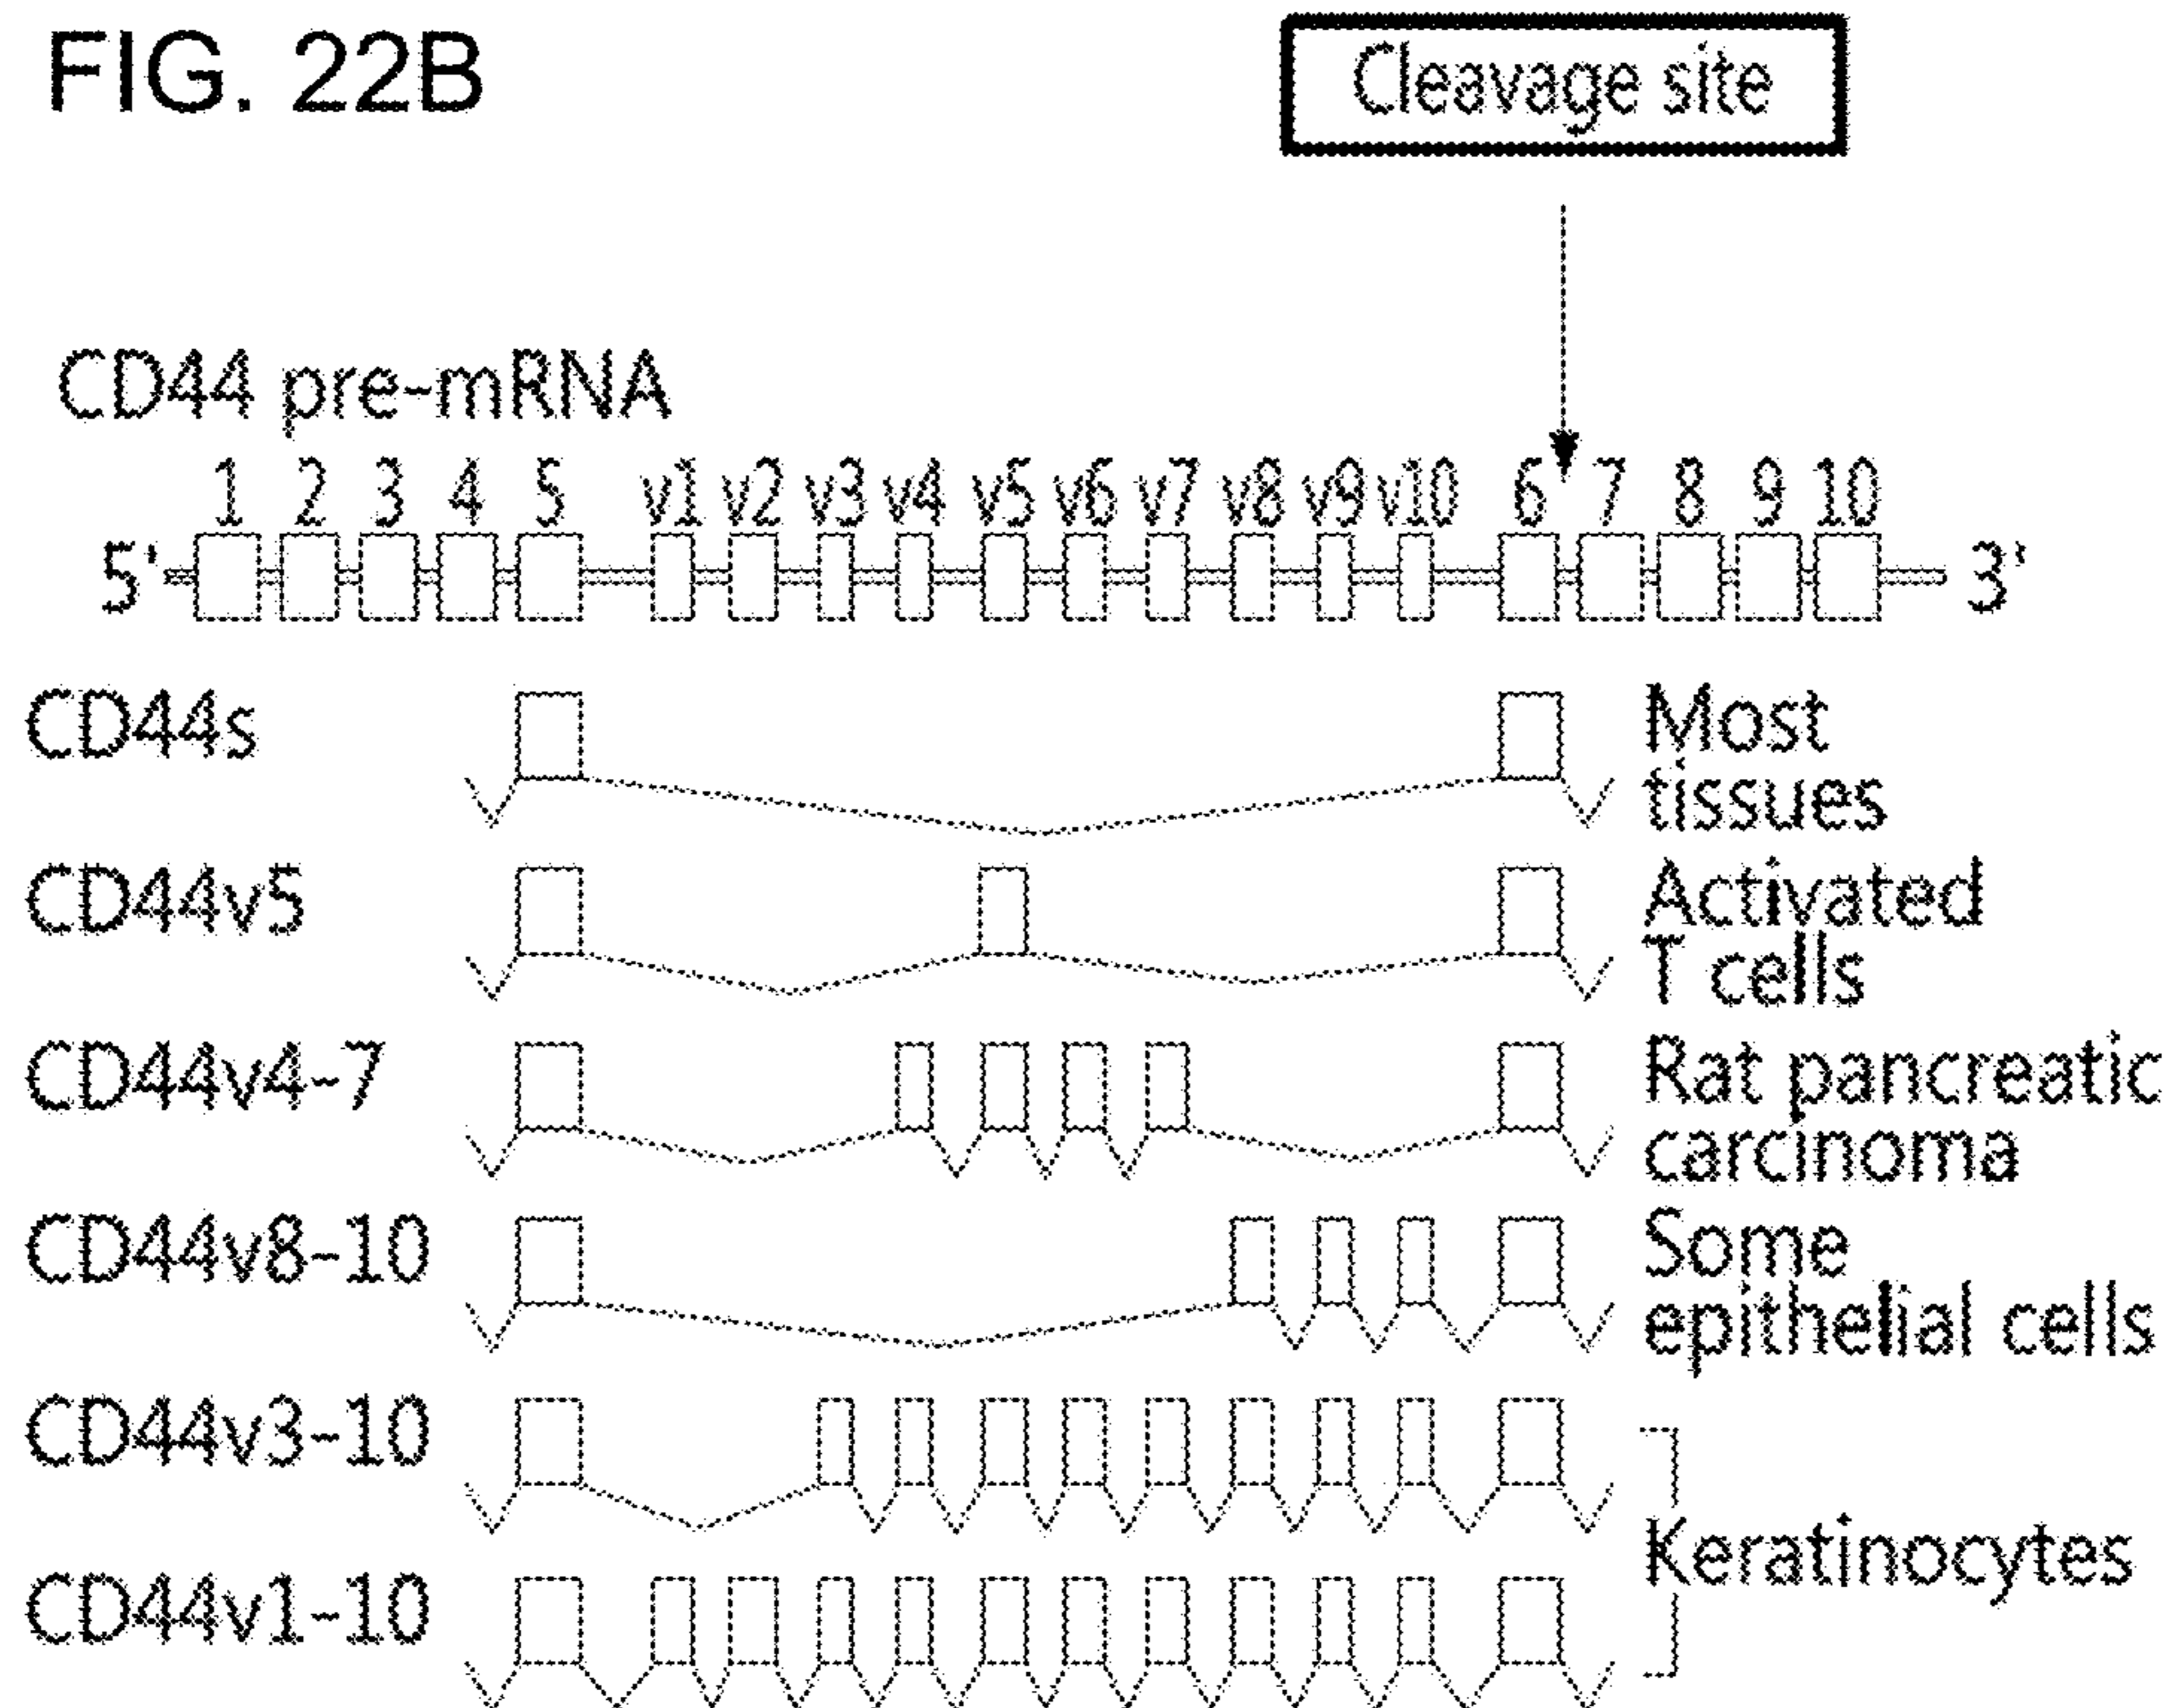 FIG. 22B
Cleavage site
CD44 pre-mRNA
1 2 3 4 5 v1 v2 v3 v4 v5 v6 v7 v8 v9 v10 6 7 8 9 10
5' 3'
CD44s
Most
tissues
CD44v5
Activated
T cells
CD44v4-7
Rat pancreatic
carcinoma
CD44v8-10
Some
epithelial cells
CD44v3-10
Keratinocytes
CD44v1-10